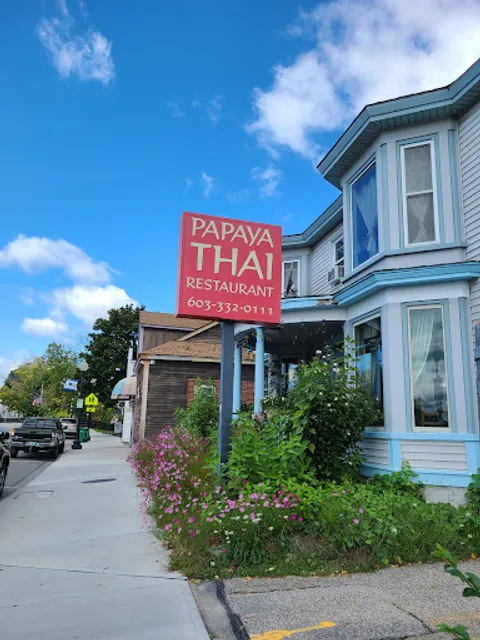 PAPAYA
THAI
RESTAURANT
603-332-0111